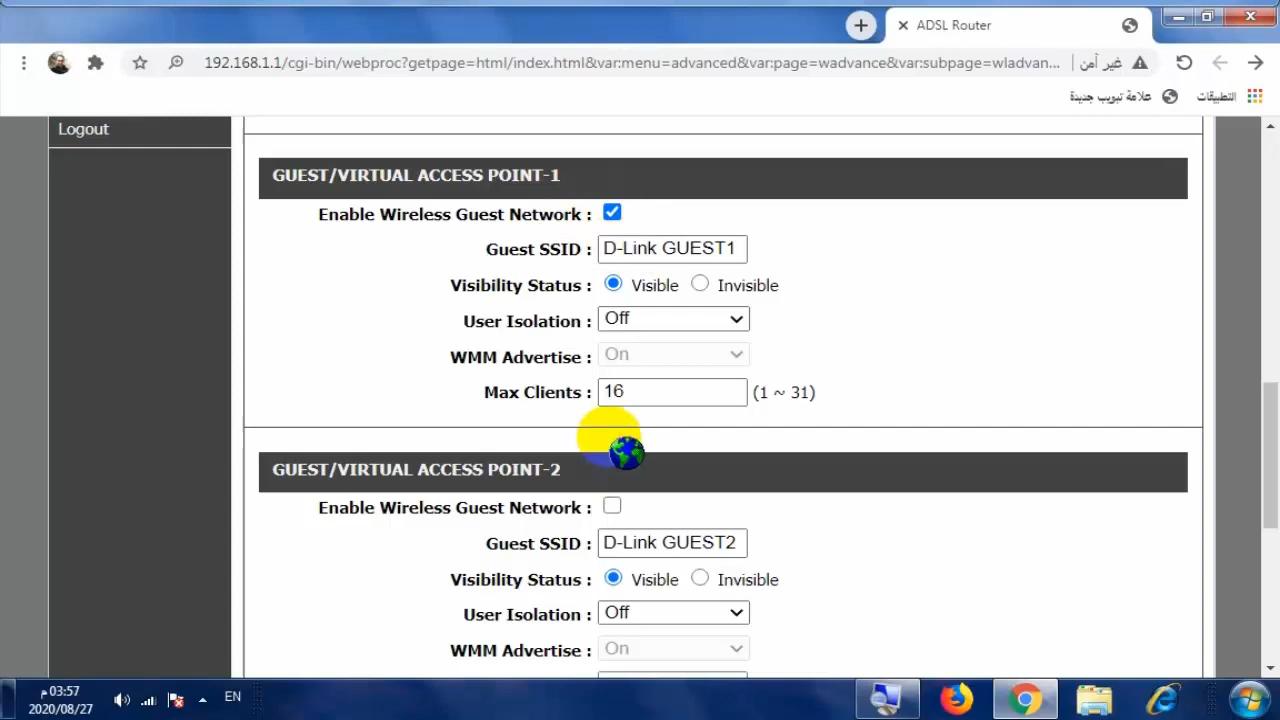 ADSL Router
192.168.1.1/cgi-bin/webproc?getpage=html/index.html&var:menu=advanced&var:page=wadvance&var:subpage=wladvan...
غير آمن
التطبيقات
علامة تبويب جديدة
Logout
GUEST/VIRTUAL ACCESS POINT-1
Enable Wireless Guest Network :
Guest SSID : D-Link GUEST1
Visibility Status : Visible Invisible
User Isolation : Off
WMM Advertise : On
Max Clients : 16 (1 ~ 31)
GUEST/VIRTUAL ACCESS POINT-2
Enable Wireless Guest Network :
Guest SSID : D-Link GUEST2
Visibility Status : Visible Invisible
User Isolation : Off
WMM Advertise : On
03:57 م
EN
2020/08/27